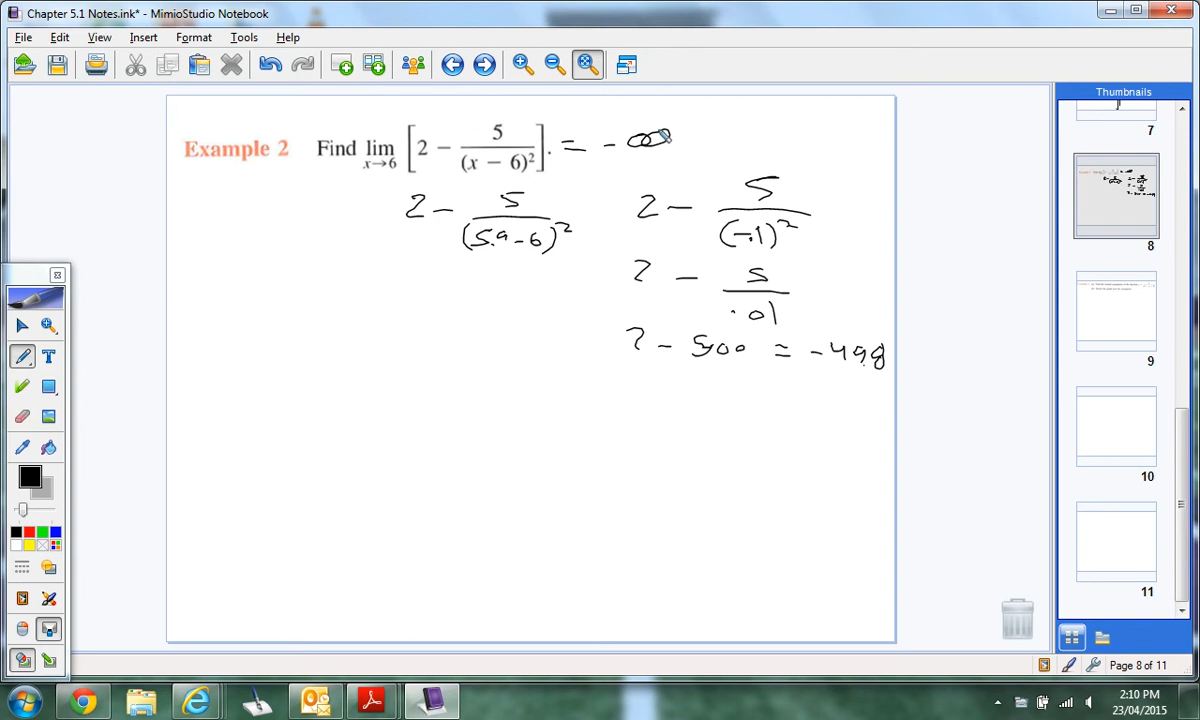 Chapter 5.1 Notes.ink* - MimioStudio Notebook
File Edit View Insert Format Tools Help
Thumbnails
Example 2 Find lim x→6 [2 − 5/(x − 6)²]. = -∞
2 - 5/(5.9-6)² 2 - 5/(-.1)²
2 - 5/.01
2 - 500 = -498
7
8
9
10
11
Page 8 of 11
2:10 PM
23/04/2015